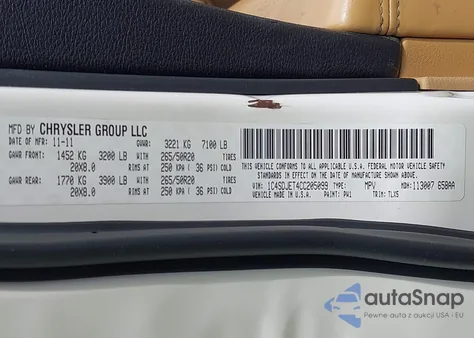 MFD BY CHRYSLER GROUP LLC
DATE OF MFR: 11-11 GVWR: 3221 KG 7100 LB
GAWR FRONT: 1452 KG 3200 LB WITH 265/50R20 TIRES
20X8.0 RIMS AT 250 KPA ( 36 PSI) COLD
GAWR REAR: 1770 KG 3900 LB WITH 265/50R20 TIRES
20X8.0 RIMS AT 250 KPA ( 36 PSI) COLD
THIS VEHICLE CONFORMS TO ALL APPLICABLE U.S.A. FEDERAL MOTOR VEHICLE SAFETY
STANDARDS IN EFFECT ON THE DATE OF MANUFACTURE SHOWN ABOVE.
VIN: 1C4SDJET4CC205099 TYPE: MPV MDH: 113007 658AA
VEHICLE MADE IN U.S.A. PAINT: PW1 TRIM: TLX5
autaSnap
Pewne auta z aukcji USA i EU